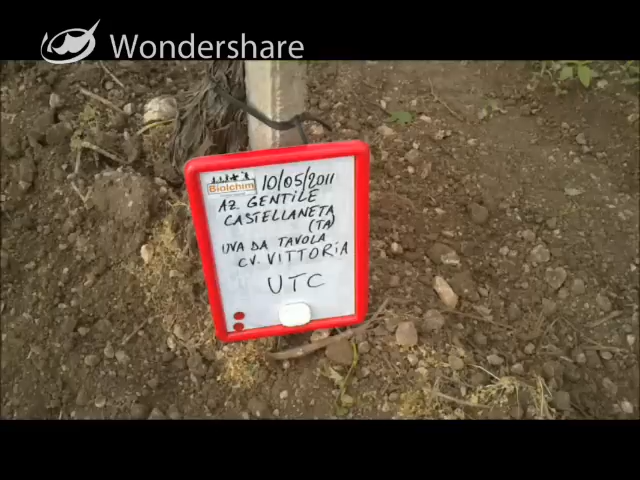 Wondershare
Biolchim 10/05/2011
AZ GENTILE
CASTELLANETA
(TA)
UVA DA TAVOLA
CV. VITTORIA
UTC